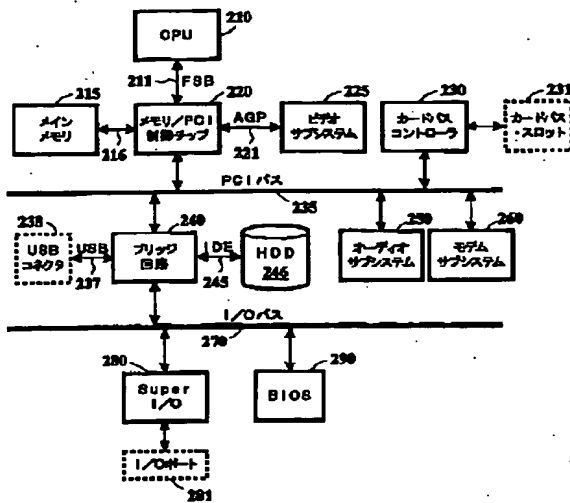 210
CPU
211
FSB
215
メイン
メモリ
216
220
メモリ/PCI
制御チップ
AGP
221
225
ビデオ
サブシステム
230
カードバス
コントローラ
231
カードバス
・スロット
PCIバス
235
238
USB
コネクタ
USB
237
240
ブリッジ
回路
IDE
245
HDD
246
250
オーディオ
サブシステム
260
モデム
サブシステム
I/Oバス
270
280
Super
I/O
290
BIOS
I/Oポート
281